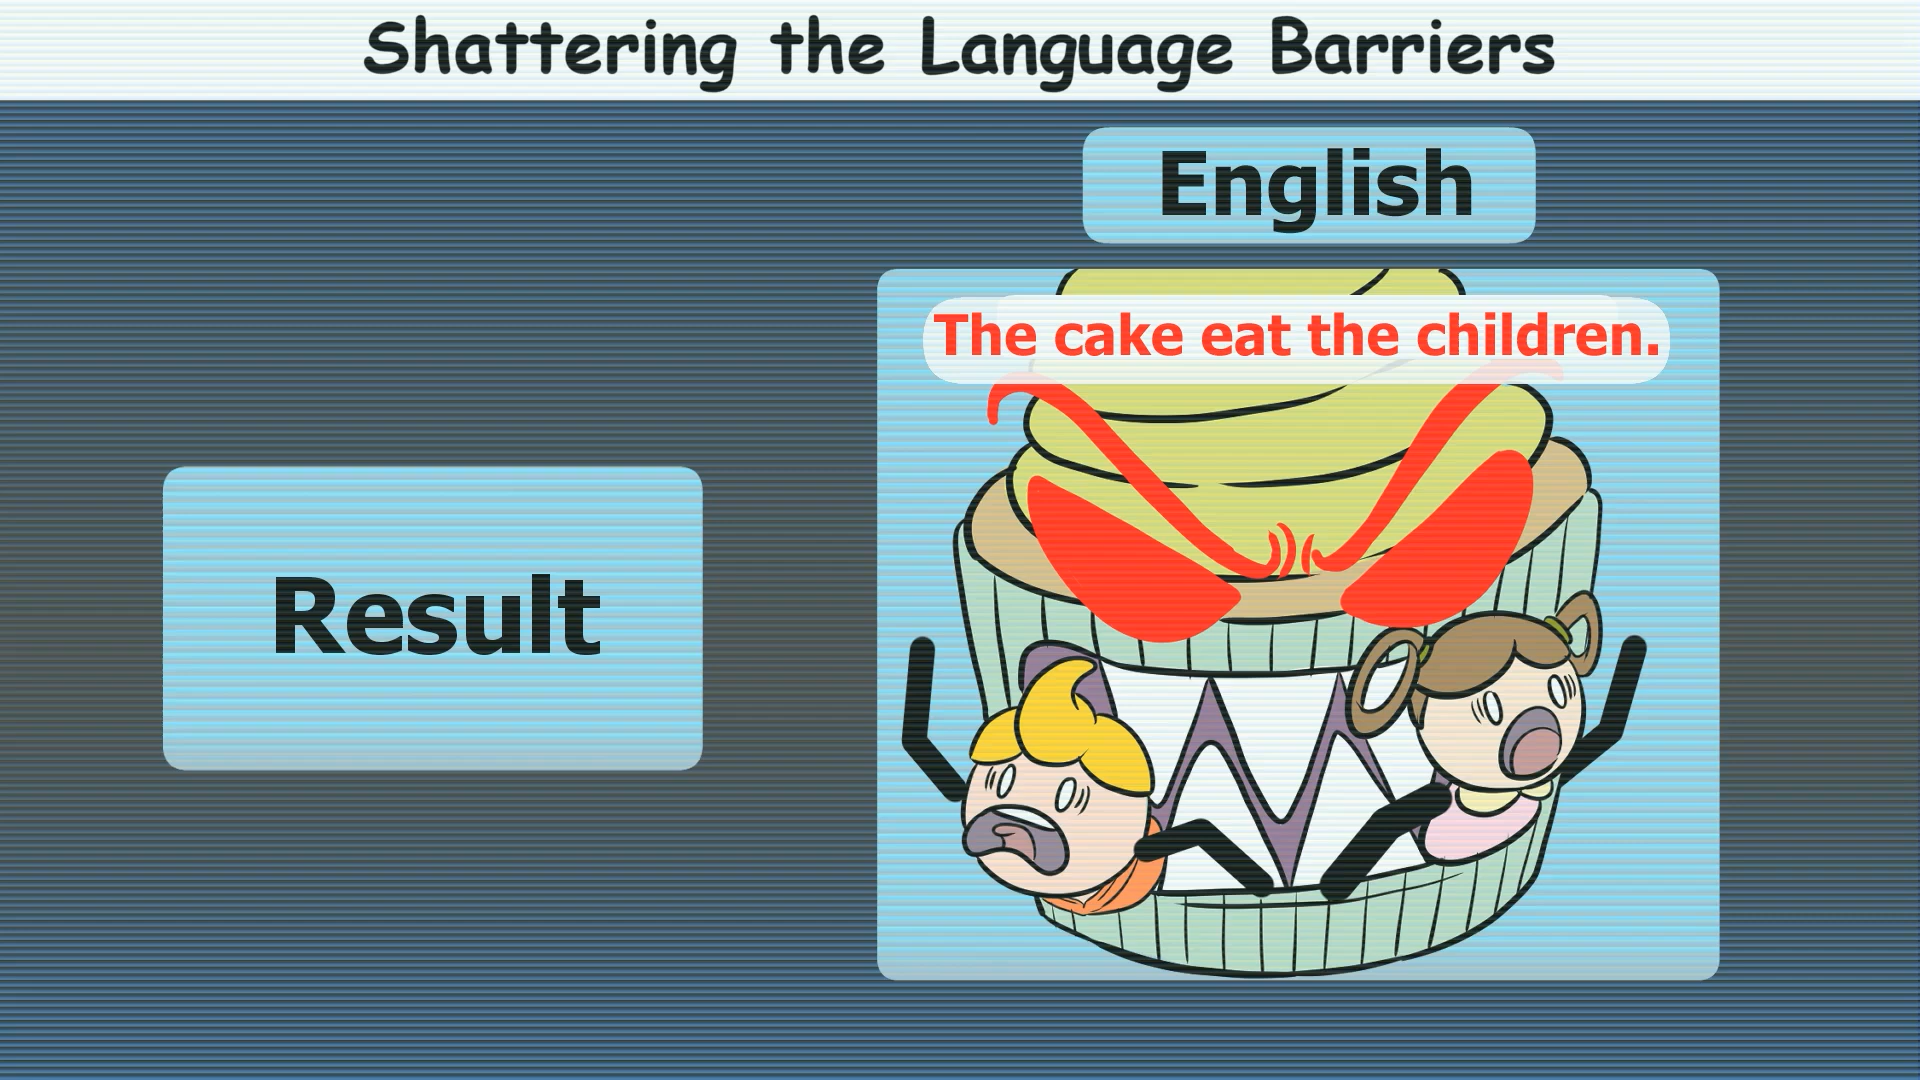 Shattering the Language Barriers
English
The cake eat the children.
Result